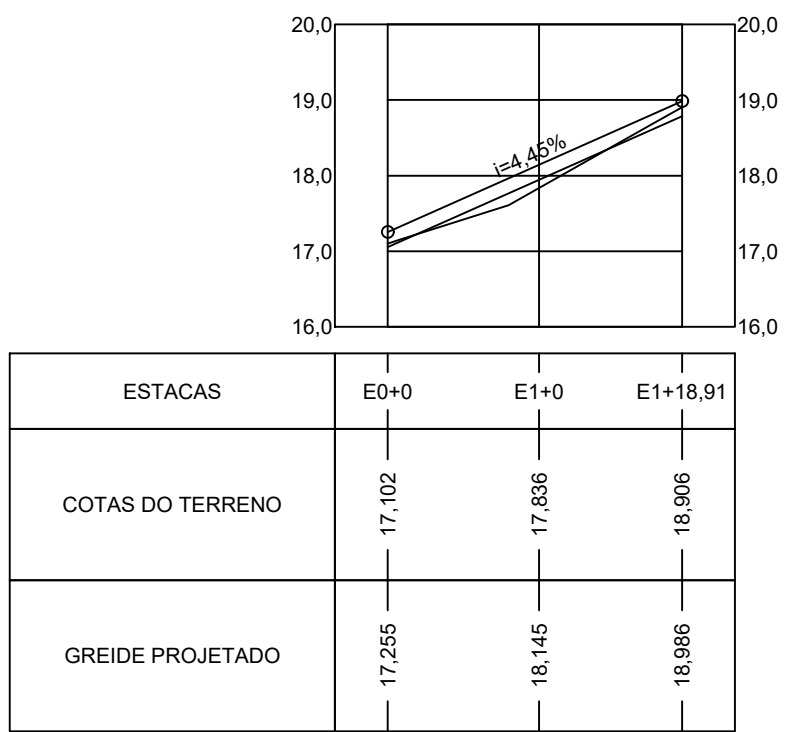 20,0 20,0
19,0 19,0
i=4,45%
18,0 18,0
17,0 17,0
16,0 16,0
ESTACAS E0+0 E1+0 E1+18,91
COTAS DO TERRENO 17,102 17,836 18,906
GREIDE PROJETADO 17,255 18,145 18,986